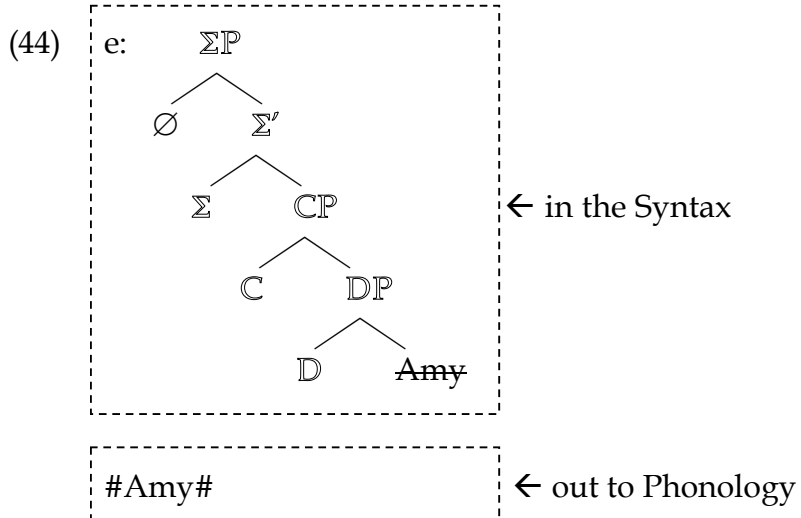 (44) e: 𝚺ℙ
∅ 𝚺′
𝚺 ℂℙ
← in the Syntax
ℂ 𝔻ℙ
𝔻 Amy
#Amy# ← out to Phonology